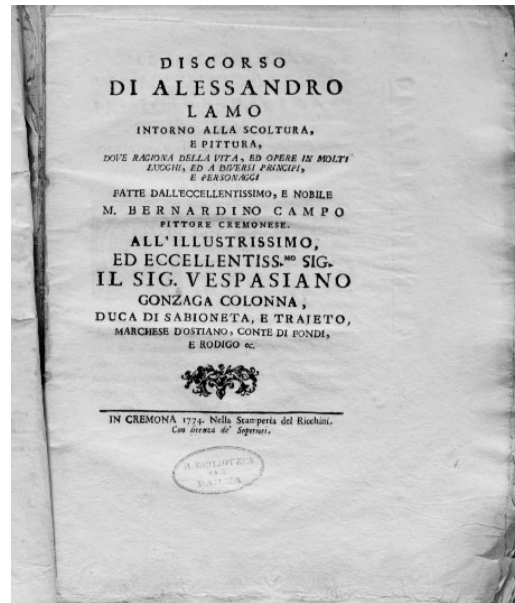 DISCORSO
DI ALESSANDRO
LAMO
INTORNO ALLA SCOLTURA,
E PITTURA,
DOVE RAGIONA DELLA VITA, ED OPERE IN MOLTI
LUOGHI, ED A DIVERSI PRINCIPI,
E PERSONAGGI
FATTE DALL'ECCELLENTISSIMO, E NOBILE
M. BERNARDINO CAMPO
PITTORE CREMONESE.
ALL'ILLUSTRISSIMO,
ED ECCELLENTISS.MO SIG.
IL SIG. VESPASIANO
GONZAGA COLONNA,
DUCA DI SABIONETA, E TRAJETO,
MARCHESE D'OSTIANO, CONTE DI FONDI,
E RODIGO &c.
IN CREMONA 1774. Nella Stamperia del Ricchini.
Con licenza de' Superiori.
R. BIBLIOTECA
PARMA